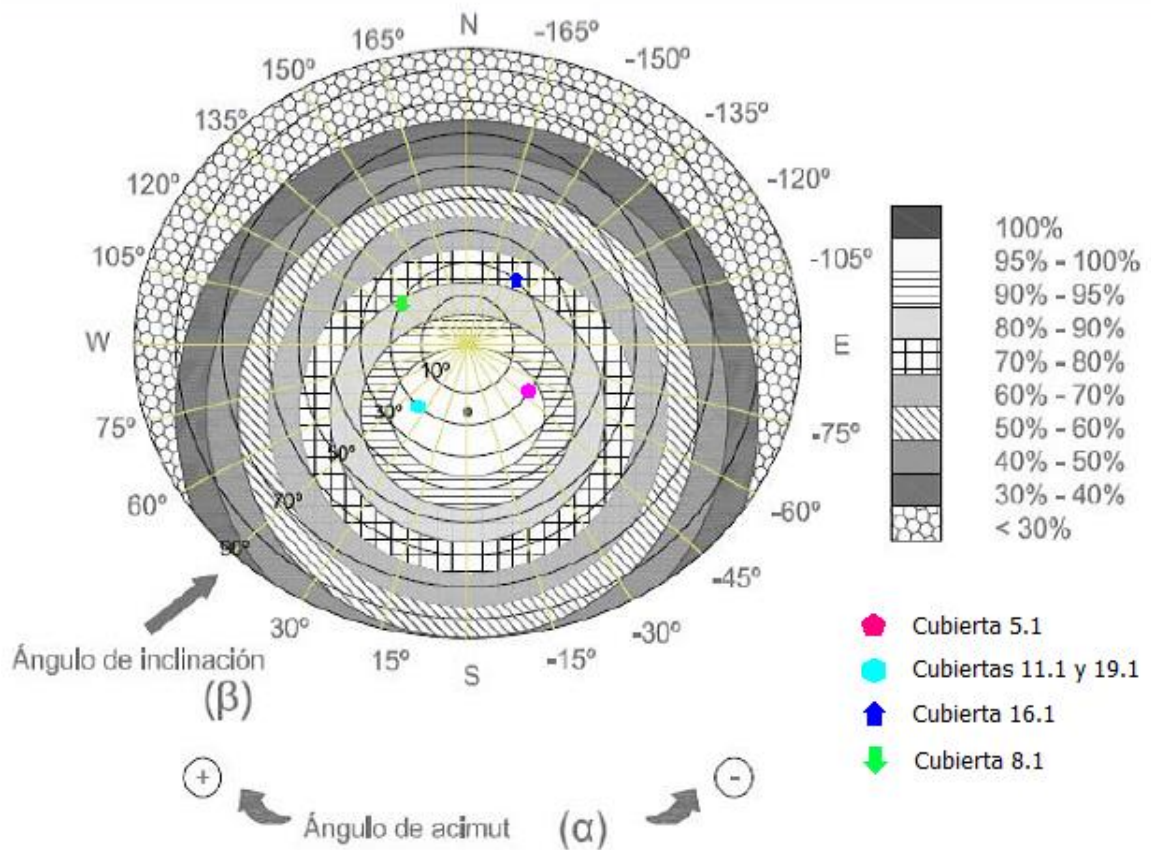 N
165º
-165º
150º
-150º
135º
-135º
120º
-120º
105º
-105º
W
E
75º
-75º
60º
-60º
-45º
30º
-30º
15º
-15º
S
10º
30º
50º
70º
90º
Ángulo de inclinación
(β)
+
-
Ángulo de acimut (α)
100%
95% - 100%
90% - 95%
80% - 90%
70% - 80%
60% - 70%
50% - 60%
40% - 50%
30% - 40%
< 30%
Cubierta 5.1
Cubiertas 11.1 y 19.1
Cubierta 16.1
Cubierta 8.1